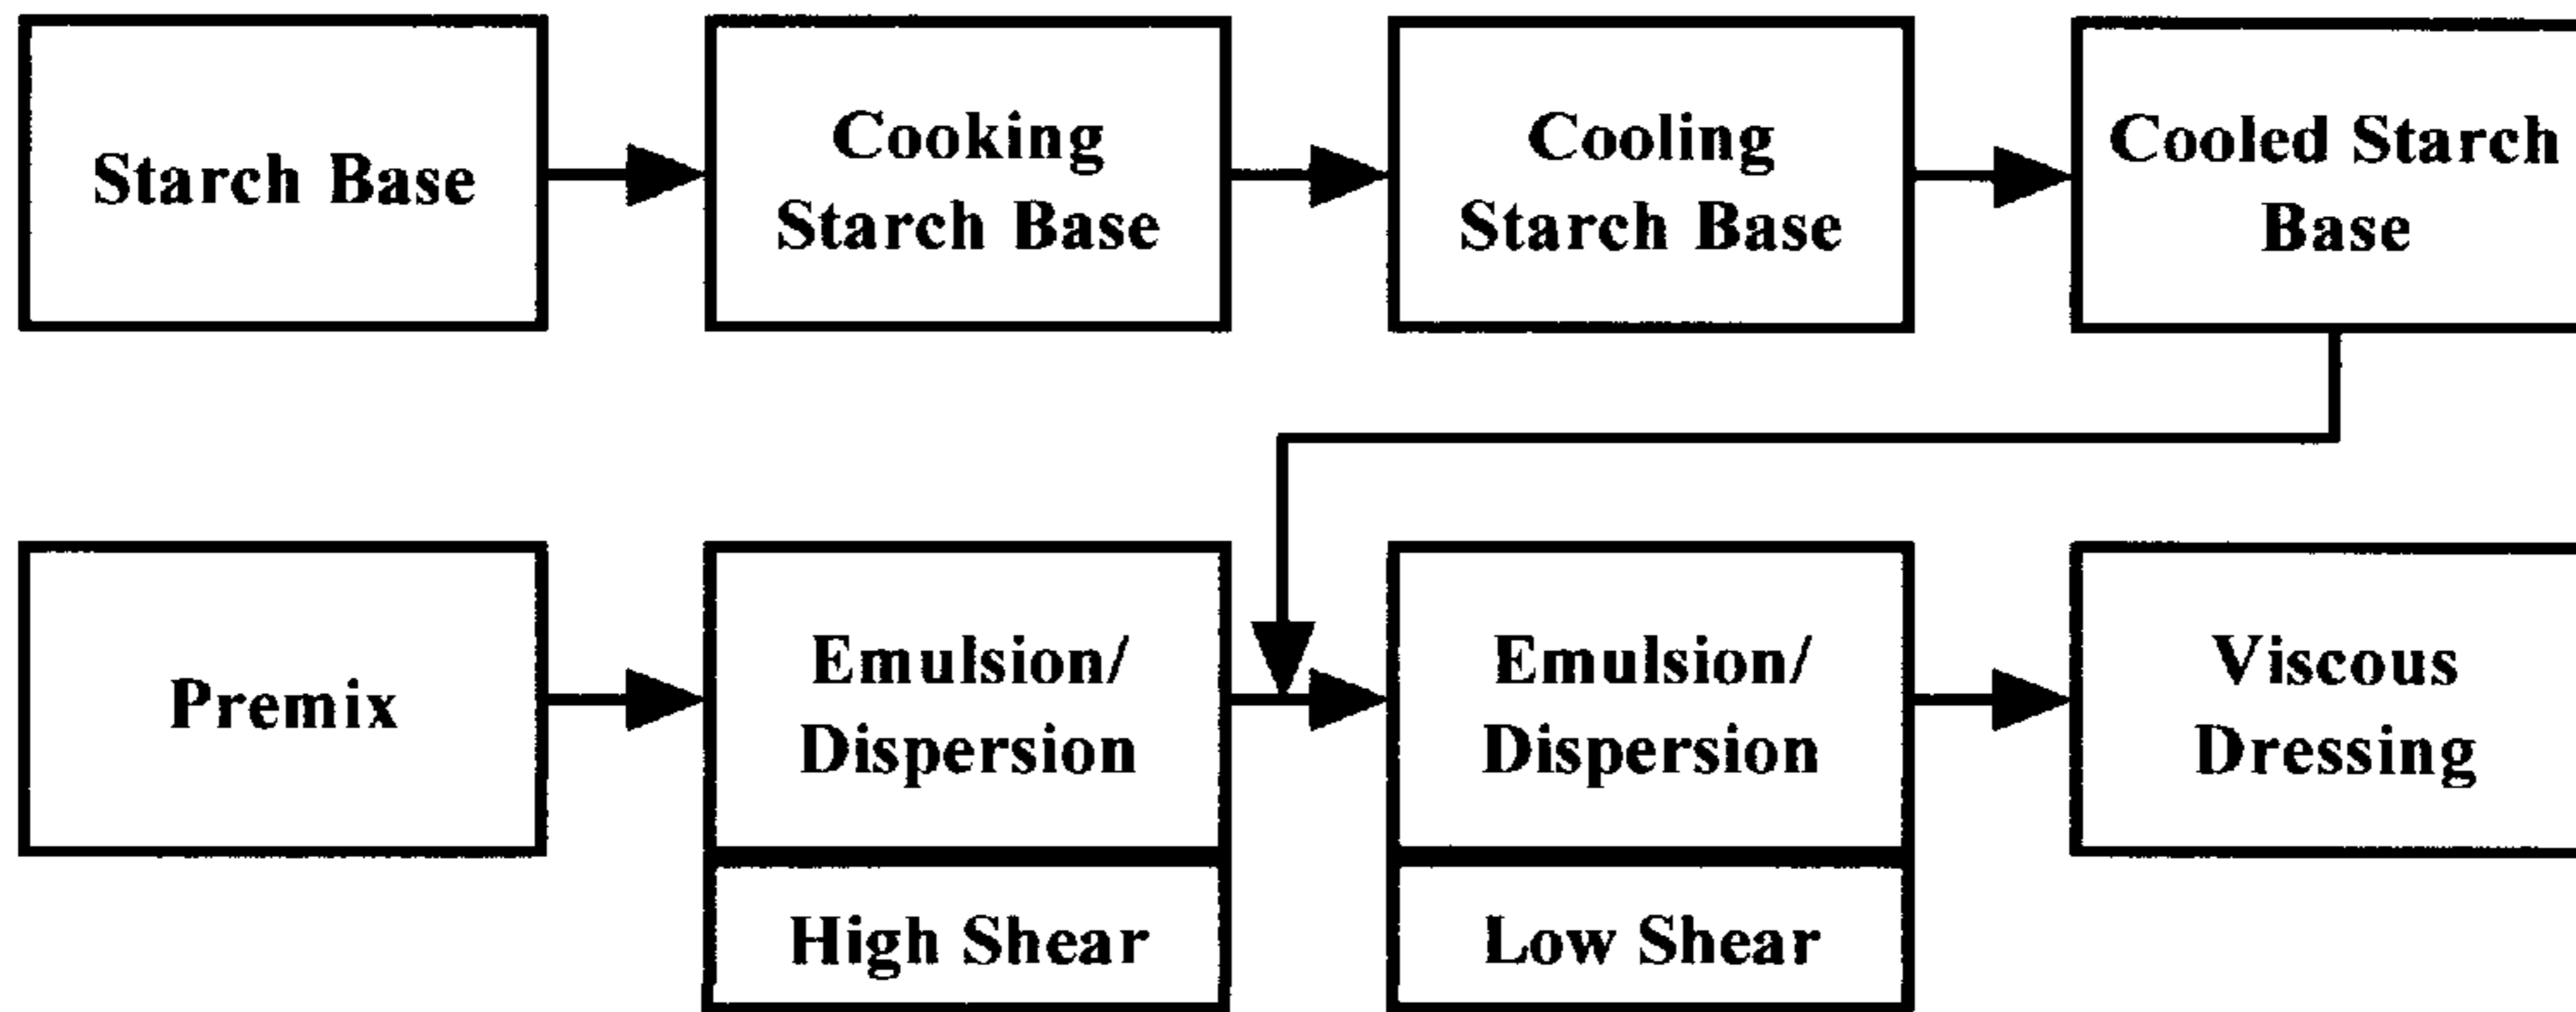 Starch Base
Cooking
Starch Base
Cooling
Starch Base
Cooled Starch
Base
Premix
Emulsion/
Dispersion
High Shear
Emulsion/
Dispersion
Low Shear
Viscous
Dressing